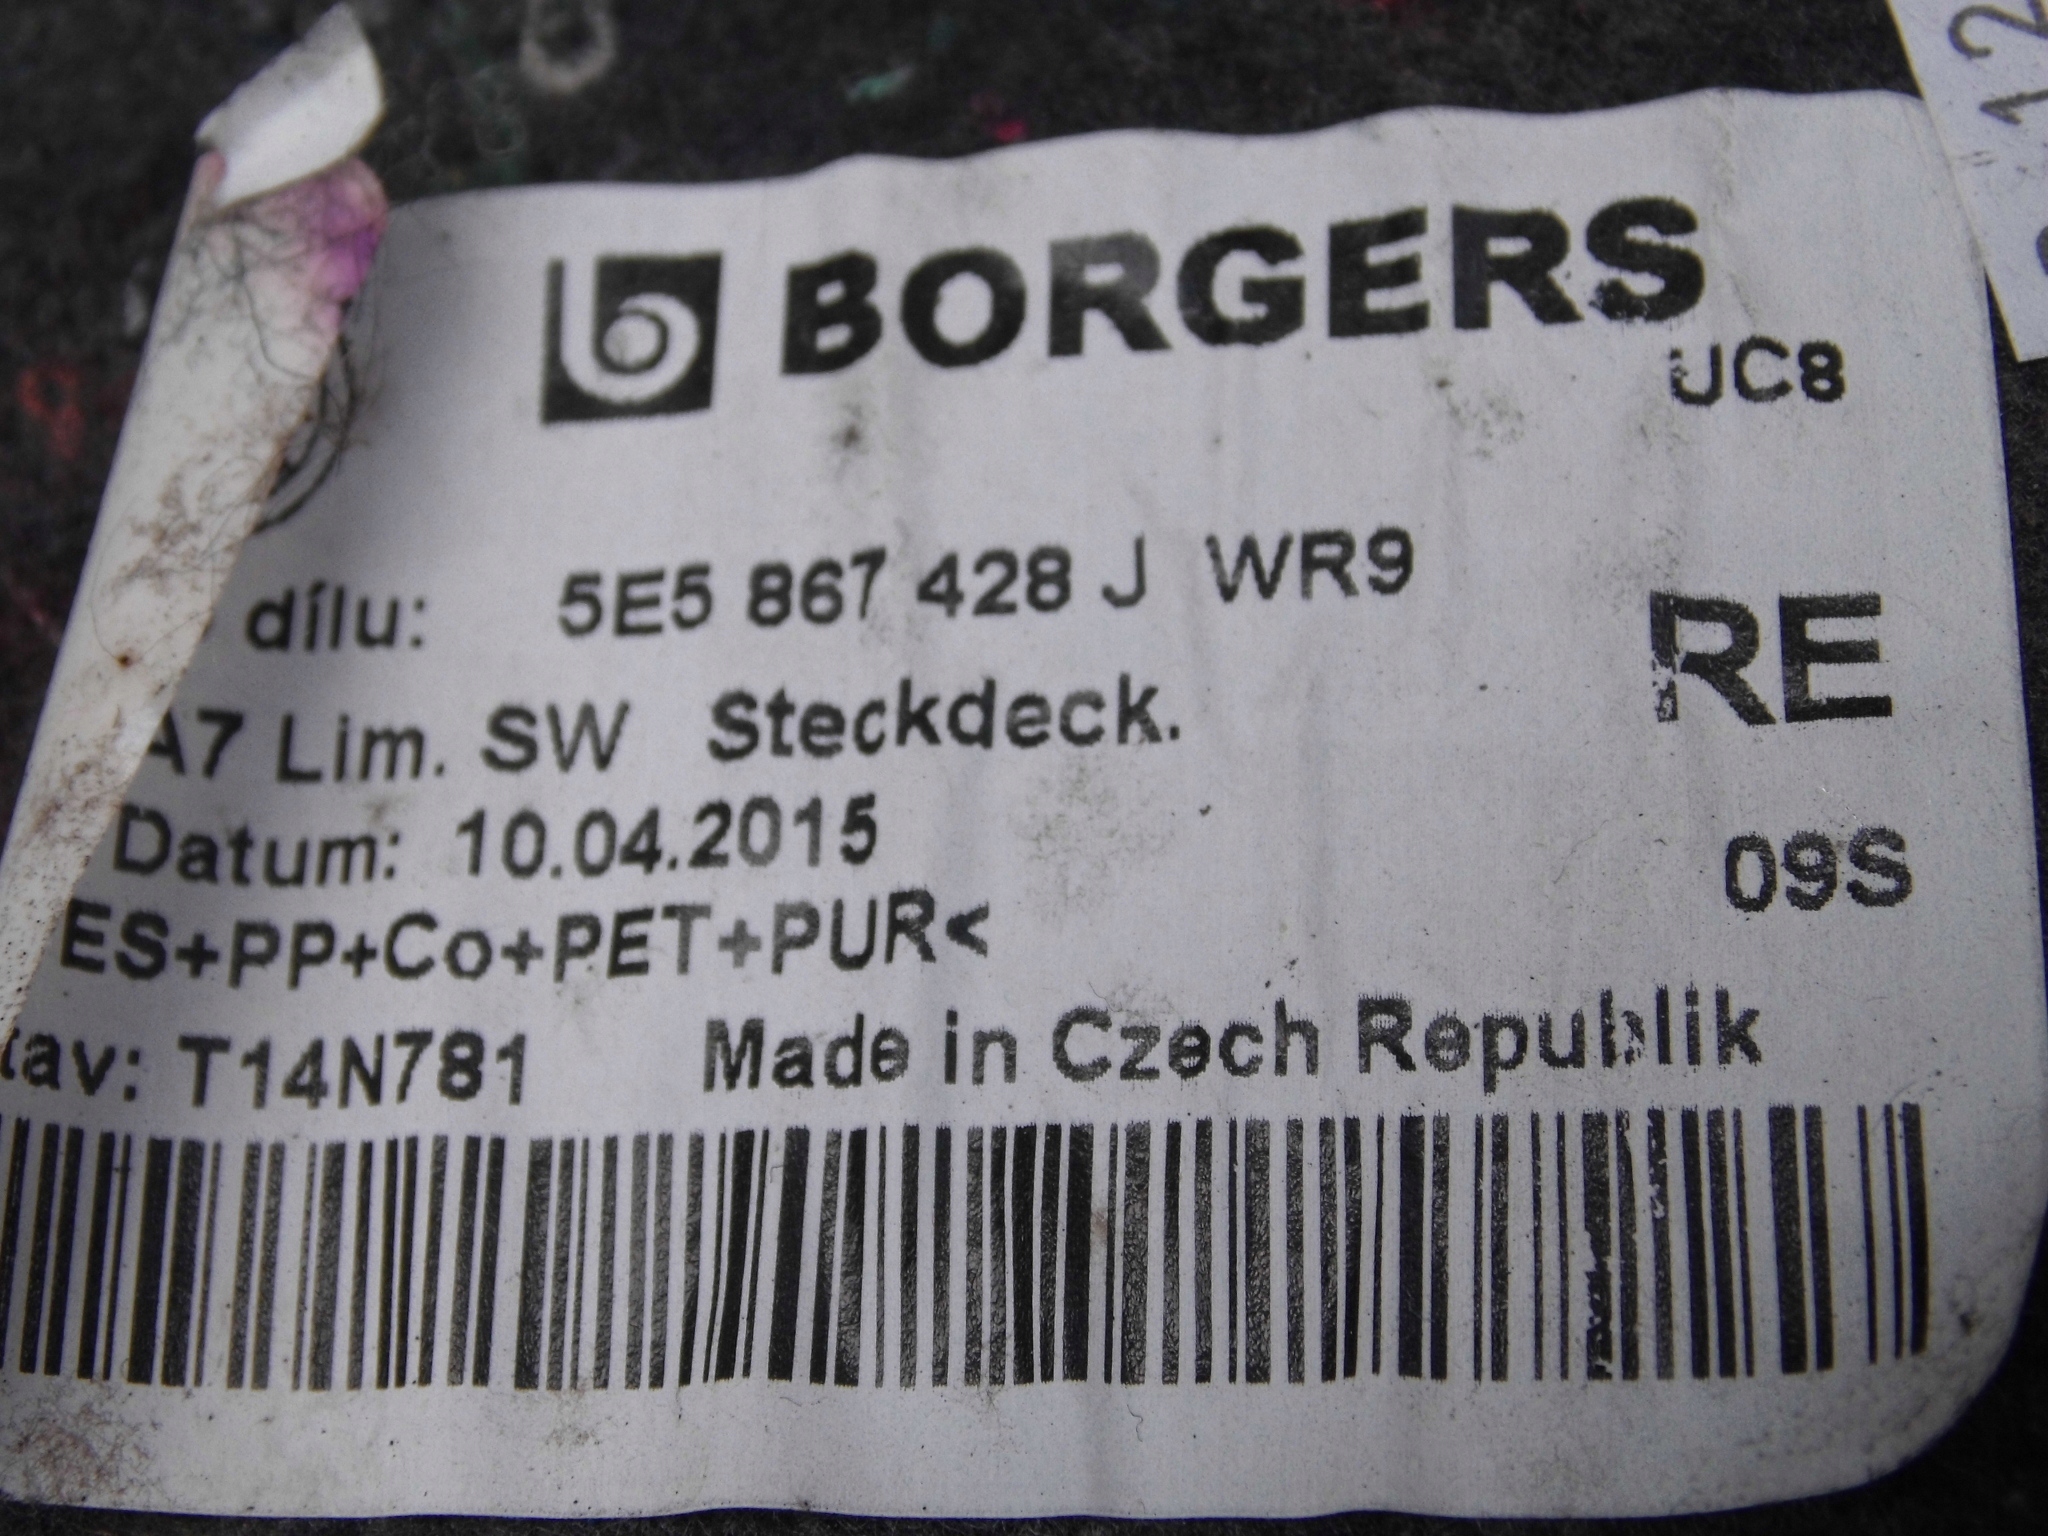 BORGERS
UC8
dílu: 5E5 867 428 J WR9
RE
A7 Lim. SW Steckdeck.
Datum: 10.04.2015
09S
ES+PP+Co+PET+PUR<
tav: T14N781 Made in Czech Republik
12